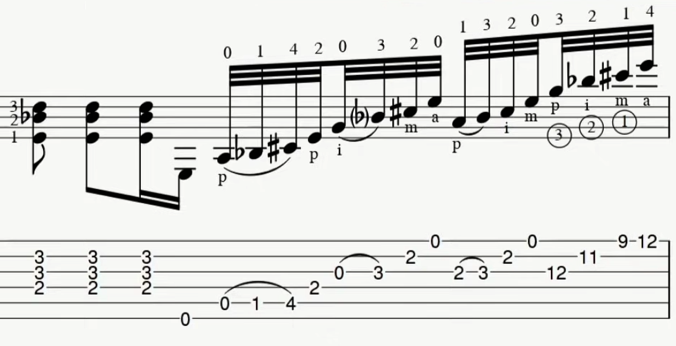 0 1 4 2 0 3 2 0 1 3 2 0 3 2 1 4
3
2
1
p p i m a p i m p i m a
3 2 1
0 0 9 12
3 3 3 2 2 11
3 3 3 0 3 2 3 12
2 2 2 2
0 1 4
0